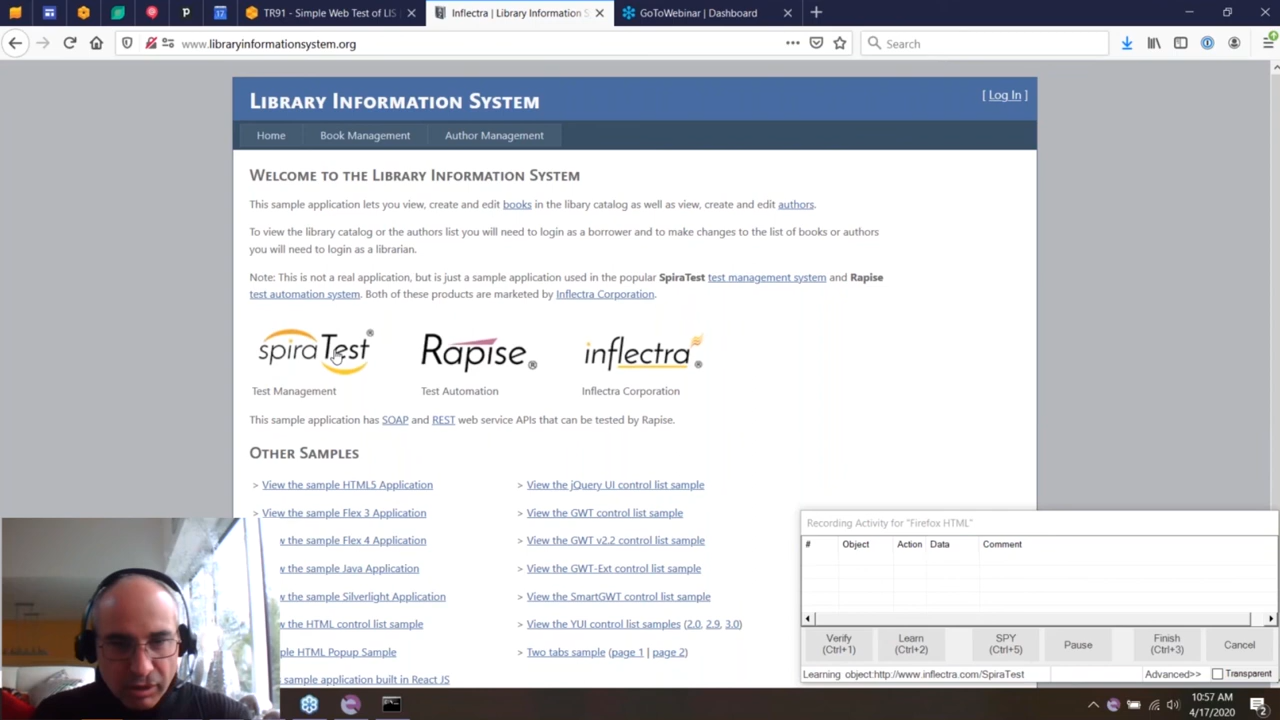 TR91 - Simple Web Test of LIS
Inflectra | Library Information S
GoToWebinar | Dashboard
www.libraryinformationsystem.org
Search
LIBRARY INFORMATION SYSTEM
[ Log In ]
Home
Book Management
Author Management
WELCOME TO THE LIBRARY INFORMATION SYSTEM
This sample application lets you view, create and edit books in the libary catalog as well as view, create and edit authors.
To view the library catalog or the authors list you will need to login as a borrower and to make changes to the list of books or authors
you will need to login as a librarian.
Note: This is not a real application, but is just a sample application used in the popular SpiraTest test management system and Rapise
test automation system. Both of these products are marketed by Inflectra Corporation.
spiraTest®
Rapise®
inflectra®
Test Management
Test Automation
Inflectra Corporation
This sample application has SOAP and REST web service APIs that can be tested by Rapise.
OTHER SAMPLES
> View the sample HTML5 Application
> View the jQuery UI control list sample
> View the sample Flex 3 Application
> View the GWT control list sample
w the sample Flex 4 Application
> View the GWT v2.2 control list sample
w the sample Java Application
> View the GWT-Ext control list sample
w the sample Silverlight Application
> View the SmartGWT control list sample
w the HTML control list sample
> View the YUI control list samples (2.0, 2.9, 3.0)
ple HTML Popup Sample
> Two tabs sample (page 1 | page 2)
sample application built in React JS
Recording Activity for "Firefox HTML"
# Object Action Data Comment
Verify
(Ctrl+1)
Learn
(Ctrl+2)
SPY
(Ctrl+5)
Pause
Finish
(Ctrl+3)
Cancel
Learning object:http://www.inflectra.com/SpiraTest
Advanced>>
Transparent
10:57 AM
4/17/2020
2